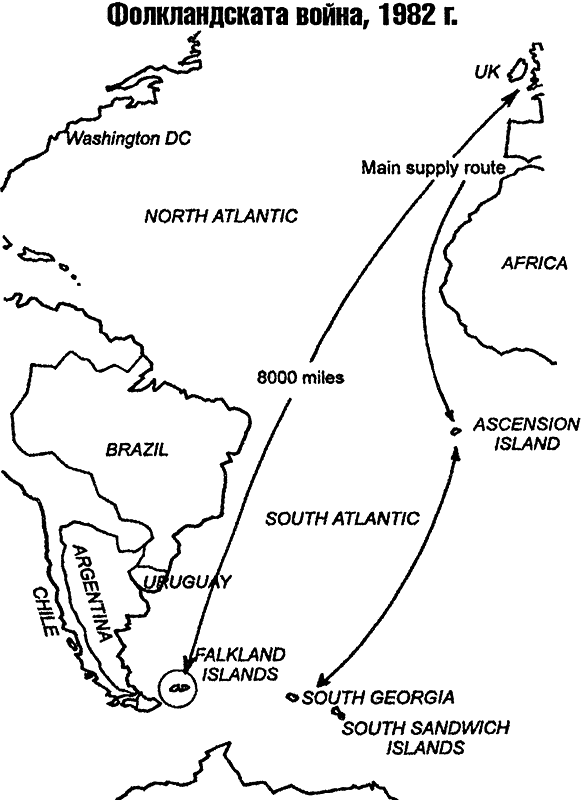 Фолкландската война, 1982 г.
UK
Washington DC
Main supply route
NORTH ATLANTIC
AFRICA
8000 miles
ASCENSION
ISLAND
BRAZIL
SOUTH ATLANTIC
ARGENTINA
URUGUAY
CHILE
FALKLAND
ISLANDS
SOUTH GEORGIA
SOUTH SANDWICH
ISLANDS